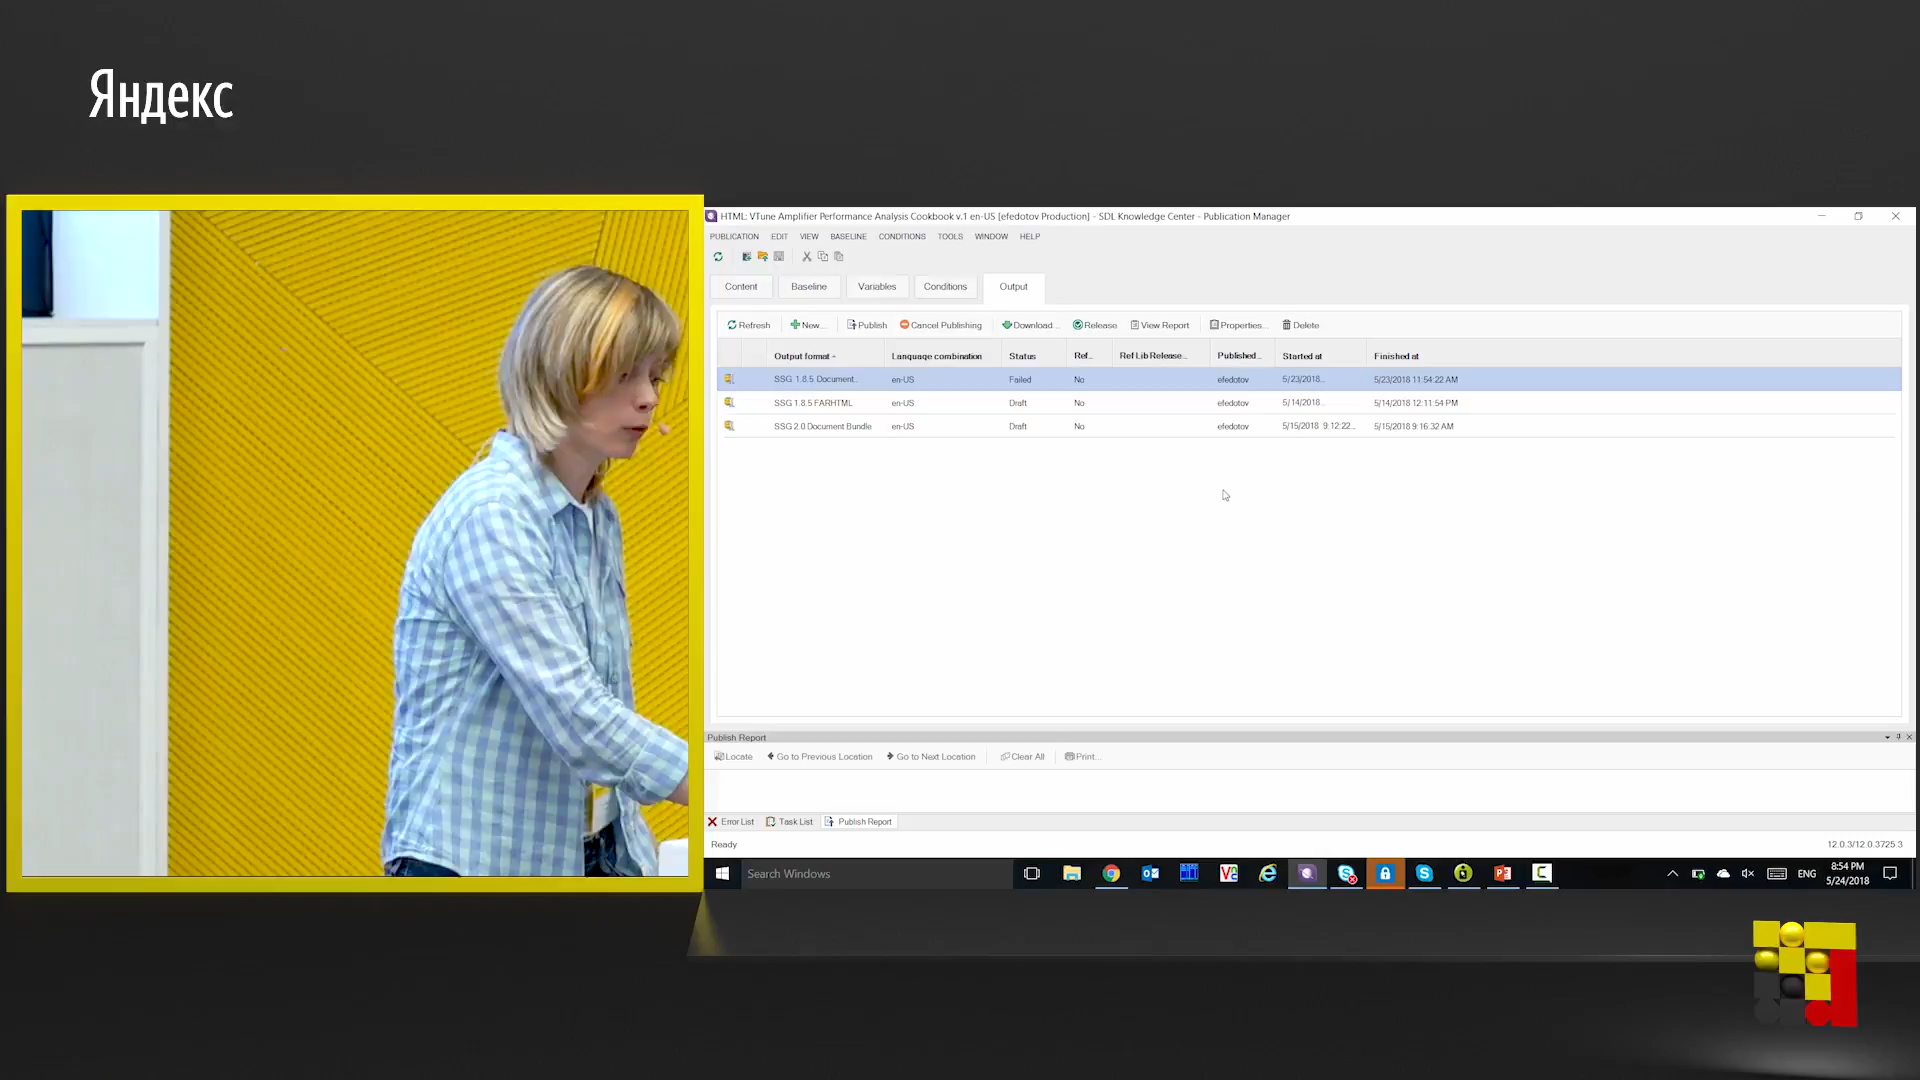 Яндекс
HTML: VTune Amplifier Performance Analysis Cookbook v.1 en-US [efedotov Production] - SDL Knowledge Center - Publication Manager
PUBLICATION EDIT VIEW BASELINE CONDITIONS TOOLS WINDOW HELP
Content Baseline Variables Conditions Output
Refresh New... Publish Cancel Publishing Download... Release View Report Properties... Delete
Output format Language combination Status Ref... Ref Lib Release... Published... Started at Finished at
SSG 1.8.5 Document... en-US Failed No efedotov 5/23/2018... 5/23/2018 11:54:22 AM
SSG 1.8.5 FARHTML en-US Draft No efedotov 5/14/2018... 5/14/2018 12:11:54 PM
SSG 2.0 Document Bundle en-US Draft No efedotov 5/15/2018 9:12:22... 5/15/2018 9:16:32 AM
Publish Report
Locate Go to Previous Location Go to Next Location Clear All Print...
Error List Task List Publish Report
Ready 12.0.3/12.0.3725.3
Search Windows ENG 8:54 PM
5/24/2018